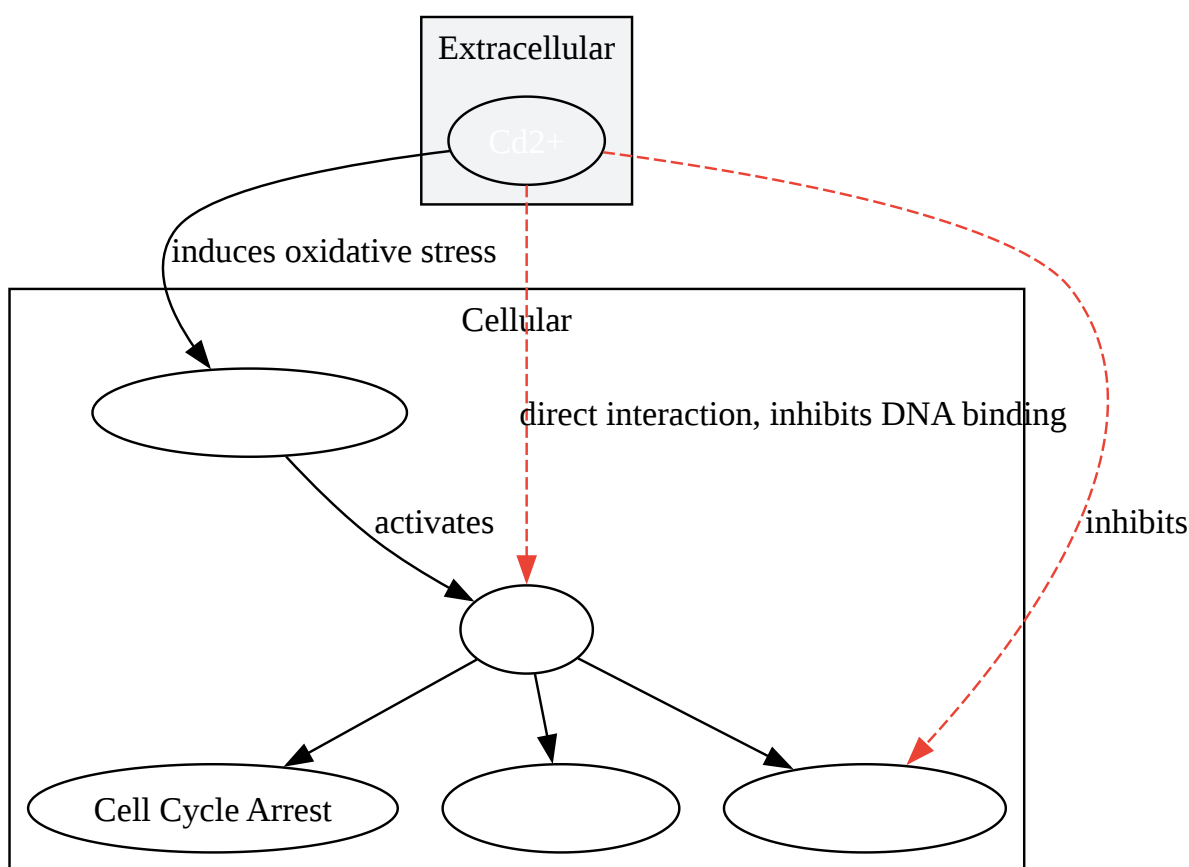 Extracellular
Cd2+
induces oxidative stress
Cellular
direct interaction, inhibits DNA binding
activates
inhibits
Cell Cycle Arrest